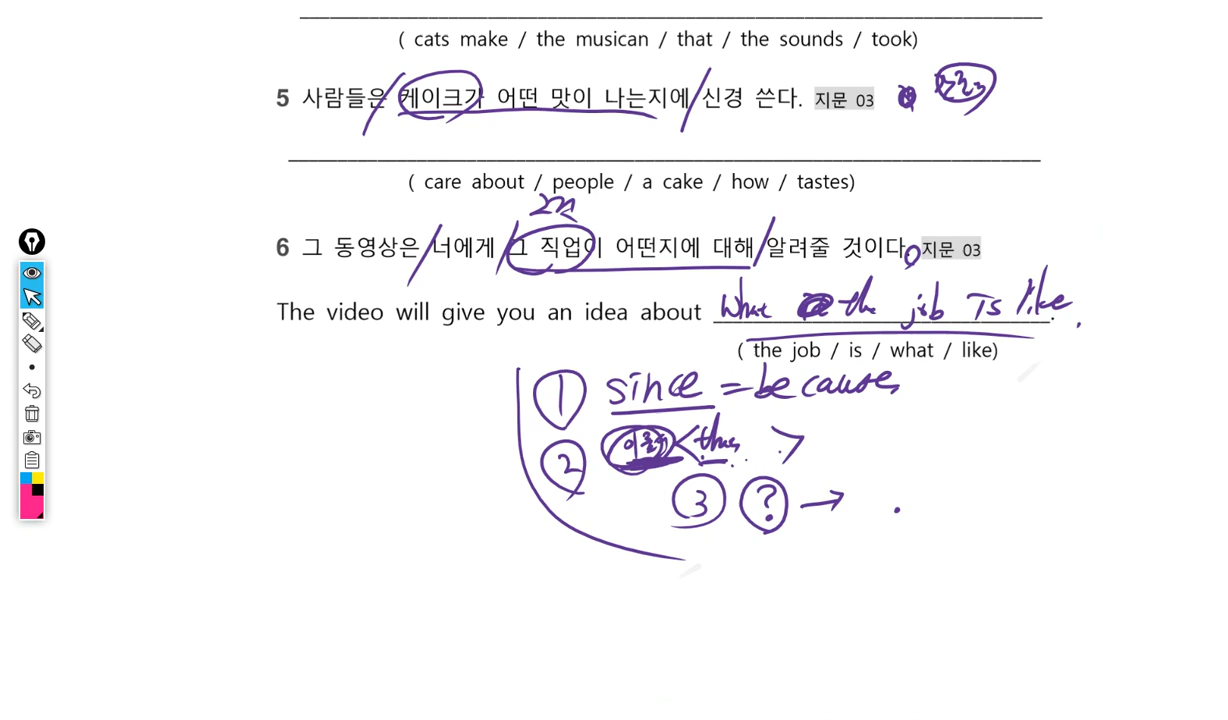 ( cats make / the musican / that / the sounds / took)
5 사람들은 케이크가 어떤 맛이 나는지에 신경 쓴다. 지문 03
( care about / people / a cake / how / tastes)
6 그 동영상은 너에게 그 직업이 어떤지에 대해 알려줄 것이다. 지문 03
The video will give you an idea about what the job is like.
( the job / is / what / like)
① since = because
② < thus >
③ ? →  .